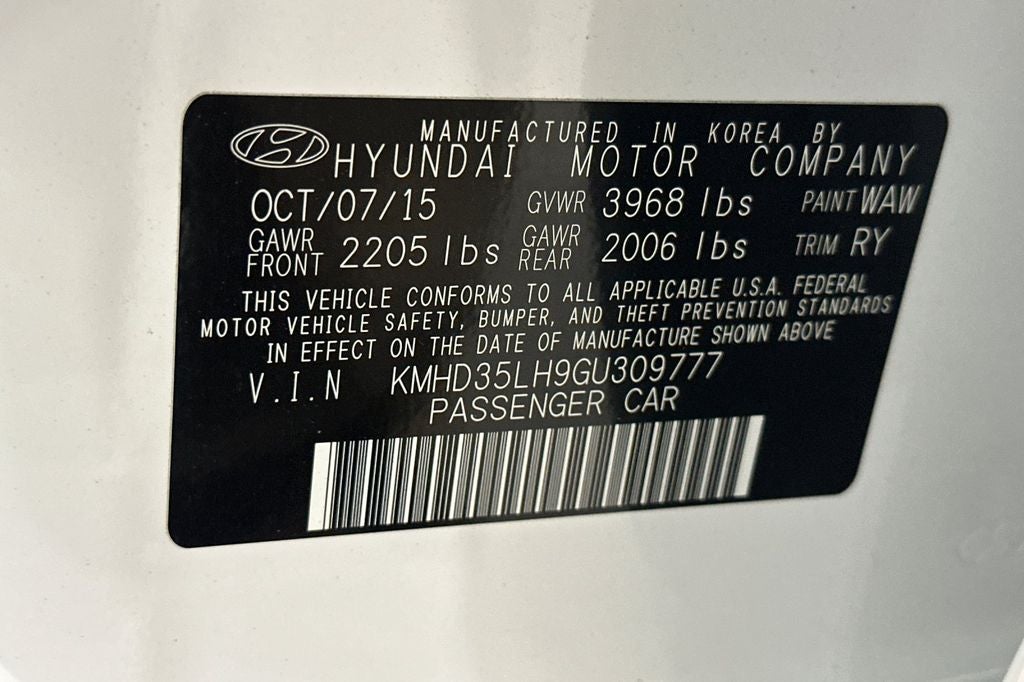 MANUFACTURED IN KOREA BY
HYUNDAI MOTOR COMPANY
OCT/07/15 GVWR 3968 lbs PAINT WAW
GAWR FRONT 2205 lbs GAWR REAR 2006 lbs TRIM RY
THIS VEHICLE CONFORMS TO ALL APPLICABLE U.S.A. FEDERAL
MOTOR VEHICLE SAFETY, BUMPER, AND THEFT PREVENTION STANDARDS
IN EFFECT ON THE DATE OF MANUFACTURE SHOWN ABOVE
V.I.N KMHD35LH9GU309777
PASSENGER CAR